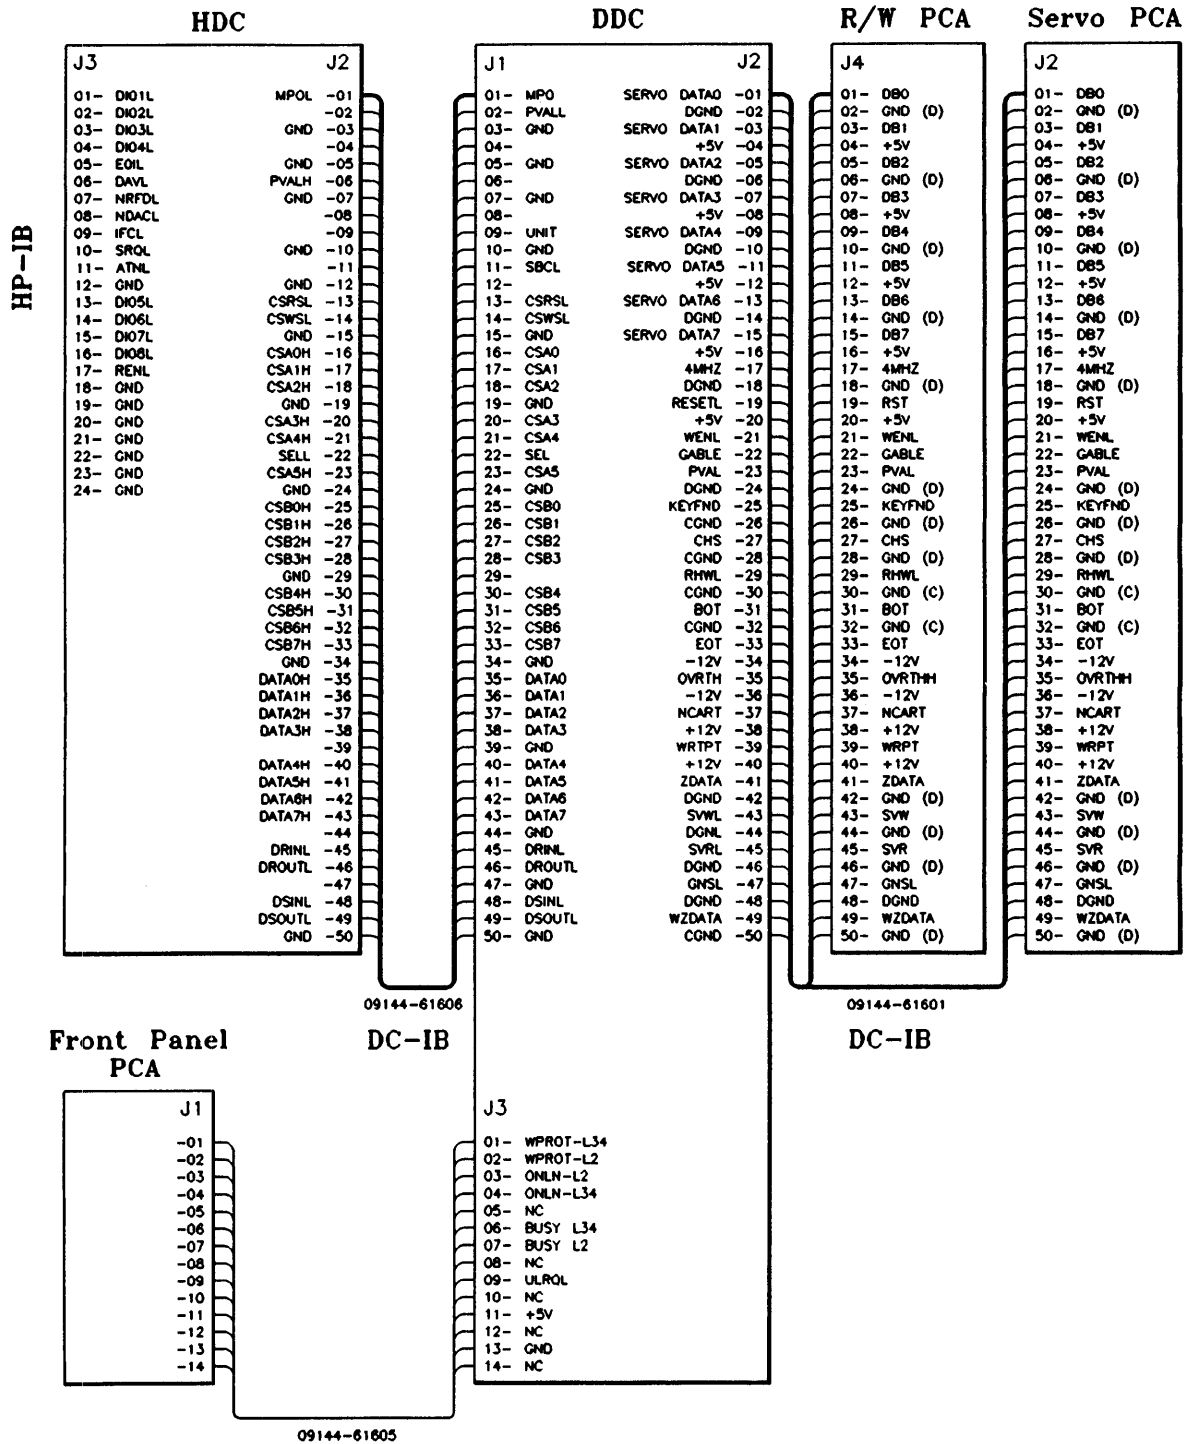 HDC
DDC
R/W PCA
Servo PCA
HP-IB
J3
01- DIO1L
02- DIO2L
03- DIO3L
04- DIO4L
05- EOIL
06- DAVL
07- NRFDL
08- NDACL
09- IFCL
10- SRQL
11- ATNL
12- GND
13- DIO5L
14- DIO6L
15- DIO7L
16- DIO8L
17- RENL
18- GND
19- GND
20- GND
21- GND
22- GND
23- GND
24- GND
J2
MPOL -01
-02
GND -03
-04
GND -05
PVALH -06
GND -07
-08
-09
GND -10
-11
GND -12
CSRSL -13
CSWSL -14
GND -15
CSA0H -16
CSA1H -17
CSA2H -18
GND -19
CSA3H -20
CSA4H -21
SELL -22
CSA5H -23
GND -24
CSB0H -25
CSB1H -26
CSB2H -27
CSB3H -28
GND -29
CSB4H -30
CSB5H -31
CSB6H -32
CSB7H -33
GND -34
DATA0H -35
DATA1H -36
DATA2H -37
DATA3H -38
-39
DATA4H -40
DATA5H -41
DATA6H -42
DATA7H -43
-44
DRINL -45
DROUTL -46
-47
DSINL -48
DSOUTL -49
GND -50
J1
01- MPO
02- PVALL
03- GND
04-
05- GND
06-
07- GND
08-
09- UNIT
10- GND
11- SBCL
12-
13- CSRSL
14- CSWSL
15- GND
16- CSA0
17- CSA1
18- CSA2
19- GND
20- CSA3
21- CSA4
22- SEL
23- CSA5
24- GND
25- CSB0
26- CSB1
27- CSB2
28- CSB3
29-
30- CSB4
31- CSB5
32- CSB6
33- CSB7
34- GND
35- DATA0
36- DATA1
37- DATA2
38- DATA3
39- GND
40- DATA4
41- DATA5
42- DATA6
43- DATA7
44- GND
45- DRINL
46- DROUTL
47- GND
48- DSINL
49- DSOUTL
50- GND
J2
SERVO DATA0 -01
DGND -02
SERVO DATA1 -03
+5V -04
SERVO DATA2 -05
DGND -06
SERVO DATA3 -07
+5V -08
SERVO DATA4 -09
DGND -10
SERVO DATA5 -11
+5V -12
SERVO DATA6 -13
DGND -14
SERVO DATA7 -15
+5V -16
4MHZ -17
DGND -18
RESETL -19
+5V -20
WENL -21
GABLE -22
PVAL -23
DGND -24
KEYFND -25
CGND -26
CHS -27
CGND -28
RHWL -29
CGND -30
BOT -31
CGND -32
EOT -33
-12V -34
OVRTH -35
-12V -36
NCART -37
+12V -38
WRTPT -39
+12V -40
ZDATA -41
DGND -42
SVWL -43
DGNL -44
SVRL -45
DGND -46
GNSL -47
DGND -48
WZDATA -49
CGND -50
J4
01- DB0
02- GND (D)
03- DB1
04- +5V
05- DB2
06- GND (D)
07- DB3
08- +5V
09- DB4
10- GND (D)
11- DB5
12- +5V
13- DB6
14- GND (D)
15- DB7
16- +5V
17- 4MHZ
18- GND (D)
19- RST
20- +5V
21- WENL
22- GABLE
23- PVAL
24- GND (D)
25- KEYFND
26- GND (D)
27- CHS
28- GND (D)
29- RHWL
30- GND (C)
31- BOT
32- GND (C)
33- EOT
34- -12V
35- OVRTHH
36- -12V
37- NCART
38- +12V
39- WRPT
40- +12V
41- ZDATA
42- GND (D)
43- SVW
44- GND (D)
45- SVR
46- GND (D)
47- GNSL
48- DGND
49- WZDATA
50- GND (D)
J2
01- DB0
02- GND (D)
03- DB1
04- +5V
05- DB2
06- GND (D)
07- DB3
08- +5V
09- DB4
10- GND (D)
11- DB5
12- +5V
13- DB6
14- GND (D)
15- DB7
16- +5V
17- 4MHZ
18- GND (D)
19- RST
20- +5V
21- WENL
22- GABLE
23- PVAL
24- GND (D)
25- KEYFND
26- GND (D)
27- CHS
28- GND (D)
29- RHWL
30- GND (C)
31- BOT
32- GND (C)
33- EOT
34- -12V
35- OVRTHH
36- -12V
37- NCART
38- +12V
39- WRPT
40- +12V
41- ZDATA
42- GND (D)
43- SVW
44- GND (D)
45- SVR
46- GND (D)
47- GNSL
48- DGND
49- WZDATA
50- GND (D)
09144-61606
DC-IB
09144-61601
DC-IB
Front Panel
PCA
J1
-01
-02
-03
-04
-05
-06
-07
-08
-09
-10
-11
-12
-13
-14
J3
01- WPROT-L34
02- WPROT-L2
03- ONLN-L2
04- ONLN-L34
05- NC
06- BUSY L34
07- BUSY L2
08- NC
09- ULRQL
10- NC
11- +5V
12- NC
13- GND
14- NC
09144-61605